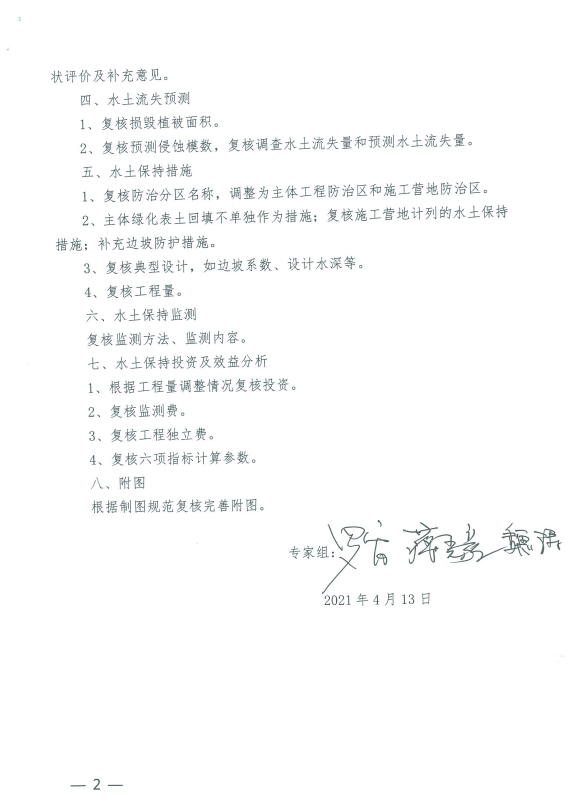 状评价及补充意见。
四、水土流失预测
1、复核损毁植被面积。
2、复核预测侵蚀模数，复核调查水土流失量和预测水土流失量。
五、水土保持措施
1、复核防治分区名称，调整为主体工程防治区和施工营地防治区。
2、主体绿化表土回填不单独作为措施；复核施工营地计列的水土保持
措施；补充边坡防护措施。
3、复核典型设计，如边坡系数、设计水深等。
4、复核工程量。
六、水土保持监测
复核监测方法、监测内容。
七、水土保持投资及效益分析
1、根据工程量调整情况复核投资。
2、复核监测费。
3、复核工程独立费。
4、复核六项指标计算参数。
八、附图
根据制图规范复核完善附图。
专家组：
2021年4月13日
— 2 —